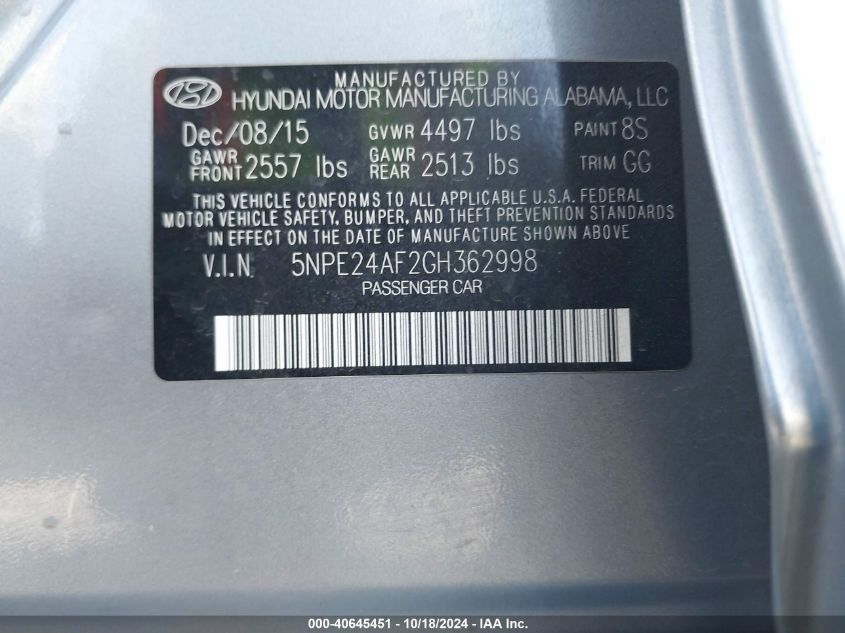 MANUFACTURED BY
HYUNDAI MOTOR MANUFACTURING ALABAMA, LLC
Dec/08/15 GVWR 4497 lbs PAINT 8S
GAWR FRONT 2557 lbs GAWR REAR 2513 lbs TRIM GG
THIS VEHICLE CONFORMS TO ALL APPLICABLE U.S.A. FEDERAL
MOTOR VEHICLE SAFETY, BUMPER, AND THEFT PREVENTION STANDARDS
IN EFFECT ON THE DATE OF MANUFACTURE SHOWN ABOVE
V.I.N. 5NPE24AF2GH362998
PASSENGER CAR
000-40645451 - 10/18/2024 - IAA Inc.